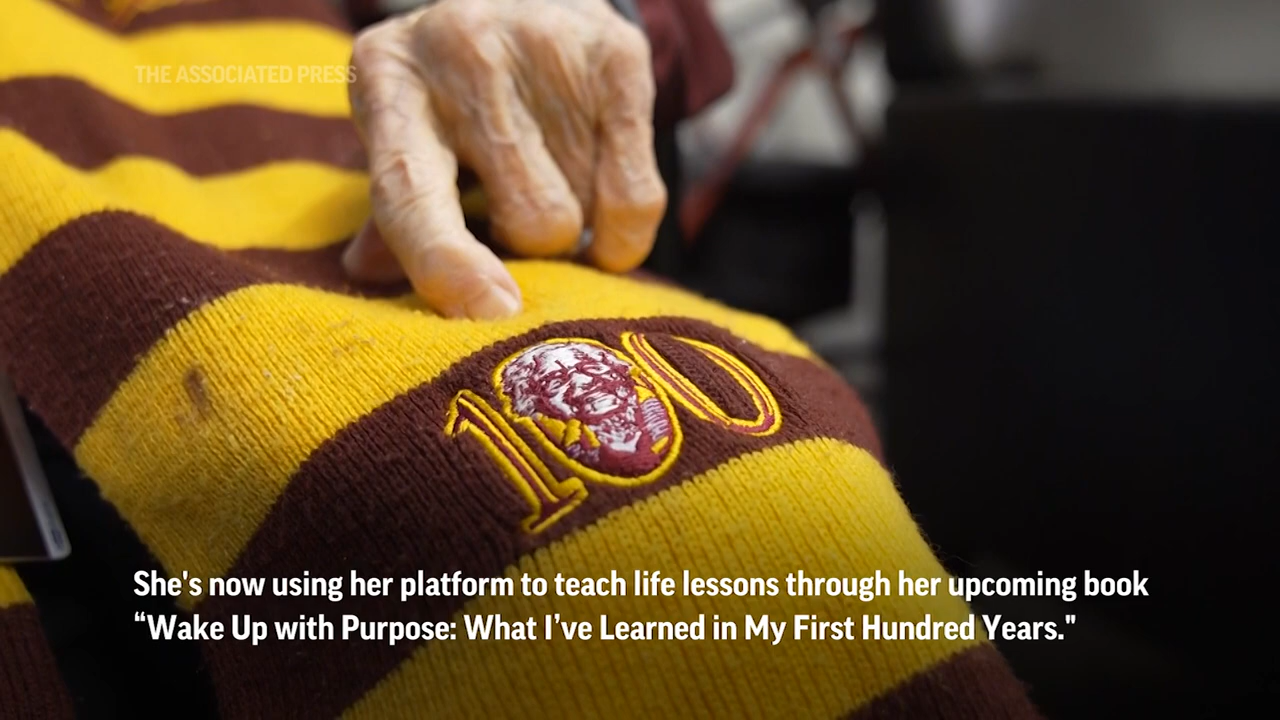 THE ASSOCIATED PRESS
100
She's now using her platform to teach life lessons through her upcoming book
“Wake Up with Purpose: What I’ve Learned in My First Hundred Years."